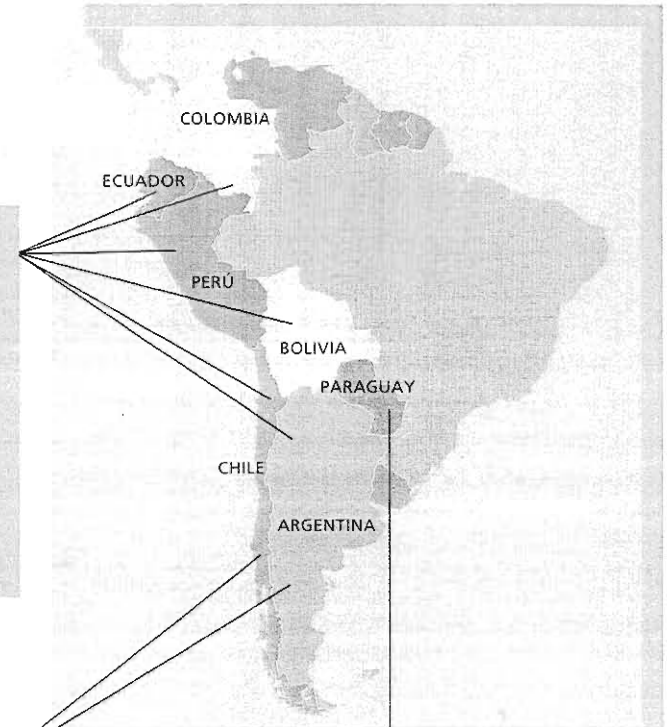 COLOMBIA
ECUADOR
PERÚ
BOLIVIA
PARAGUAY
CHILE
ARGENTINA